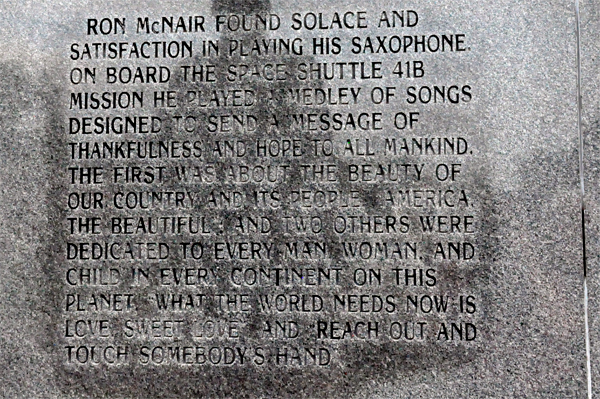 RON McNAIR FOUND SOLACE AND
SATISFACTION IN PLAYING HIS SAXOPHONE.
ON BOARD THE SPACE SHUTTLE 41B
MISSION HE PLAYED A MEDLEY OF SONGS
DESIGNED TO SEND A MESSAGE OF
THANKFULNESS AND HOPE TO ALL MANKIND.
THE FIRST WAS ABOUT THE BEAUTY OF
OUR COUNTRY AND ITS PEOPLE, "AMERICA
THE BEAUTIFUL"; AND TWO OTHERS WERE
DEDICATED TO EVERY MAN, WOMAN, AND
CHILD IN EVERY CONTINENT ON THIS
PLANET, "WHAT THE WORLD NEEDS NOW IS
LOVE, SWEET LOVE" AND "REACH OUT AND
TOUCH SOMEBODY'S HAND"